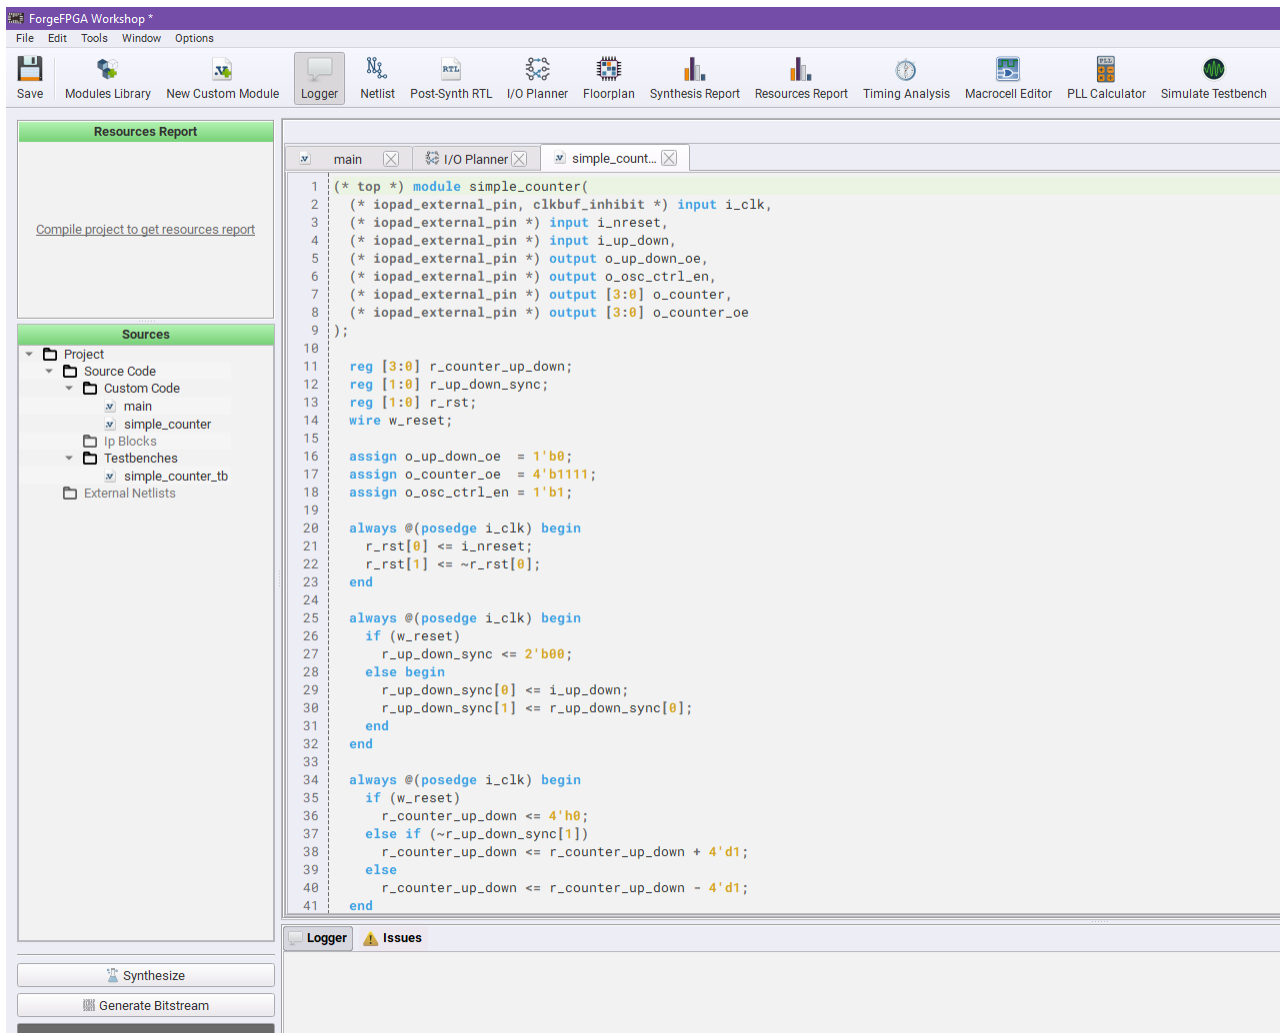 ForgeFPGA Workshop *
File Edit Tools Window Options
Save Modules Library New Custom Module Logger Netlist Post-Synth RTL I/O Planner Floorplan Synthesis Report Resources Report Timing Analysis Macrocell Editor PLL Calculator Simulate Testbench
Resources Report
Compile project to get resources report
Sources
Project
Source Code
Custom Code
main
simple_counter
Ip Blocks
Testbenches
simple_counter_tb
External Netlists
Synthesize
Generate Bitstream
main I/O Planner simple_count...
1 (* top *) module simple_counter(
2 (* iopad_external_pin, clkbuf_inhibit *) input i_clk,
3 (* iopad_external_pin *) input i_nreset,
4 (* iopad_external_pin *) input i_up_down,
5 (* iopad_external_pin *) output o_up_down_oe,
6 (* iopad_external_pin *) output o_osc_ctrl_en,
7 (* iopad_external_pin *) output [3:0] o_counter,
8 (* iopad_external_pin *) output [3:0] o_counter_oe
9 );
10
11 reg [3:0] r_counter_up_down;
12 reg [1:0] r_up_down_sync;
13 reg [1:0] r_rst;
14 wire w_reset;
15
16 assign o_up_down_oe = 1'b0;
17 assign o_counter_oe = 4'b1111;
18 assign o_osc_ctrl_en = 1'b1;
19
20 always @(posedge i_clk) begin
21 r_rst[0] <= i_nreset;
22 r_rst[1] <= ~r_rst[0];
23 end
24
25 always @(posedge i_clk) begin
26 if (w_reset)
27 r_up_down_sync <= 2'b00;
28 else begin
29 r_up_down_sync[0] <= i_up_down;
30 r_up_down_sync[1] <= r_up_down_sync[0];
31 end
32 end
33
34 always @(posedge i_clk) begin
35 if (w_reset)
36 r_counter_up_down <= 4'h0;
37 else if (~r_up_down_sync[1])
38 r_counter_up_down <= r_counter_up_down + 4'd1;
39 else
40 r_counter_up_down <= r_counter_up_down - 4'd1;
41 end
Logger Issues